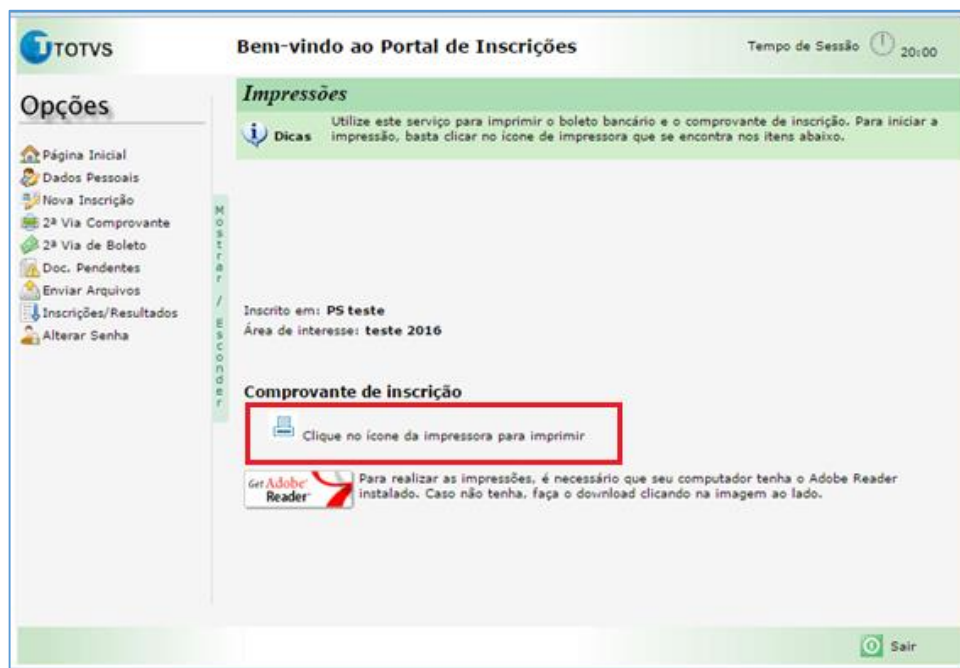 TOTVS
Bem-vindo ao Portal de Inscrições
Tempo de Sessão 20:00
Opções
Página Inicial
Dados Pessoais
Nova Inscrição
2ª Via Comprovante
2ª Via de Boleto
Doc. Pendentes
Enviar Arquivos
Inscrições/Resultados
Alterar Senha
Mostrar / Esconder
Impressões
Dicas
Utilize este serviço para imprimir o boleto bancário e o comprovante de inscrição. Para iniciar a
impressão, basta clicar no ícone de impressora que se encontra nos itens abaixo.
Inscrito em: PS teste
Área de interesse: teste 2016
Comprovante de inscrição
Clique no ícone da impressora para imprimir
Get Adobe
Reader
Para realizar as impressões, é necessário que seu computador tenha o Adobe Reader
instalado. Caso não tenha, faça o download clicando na imagem ao lado.
Sair